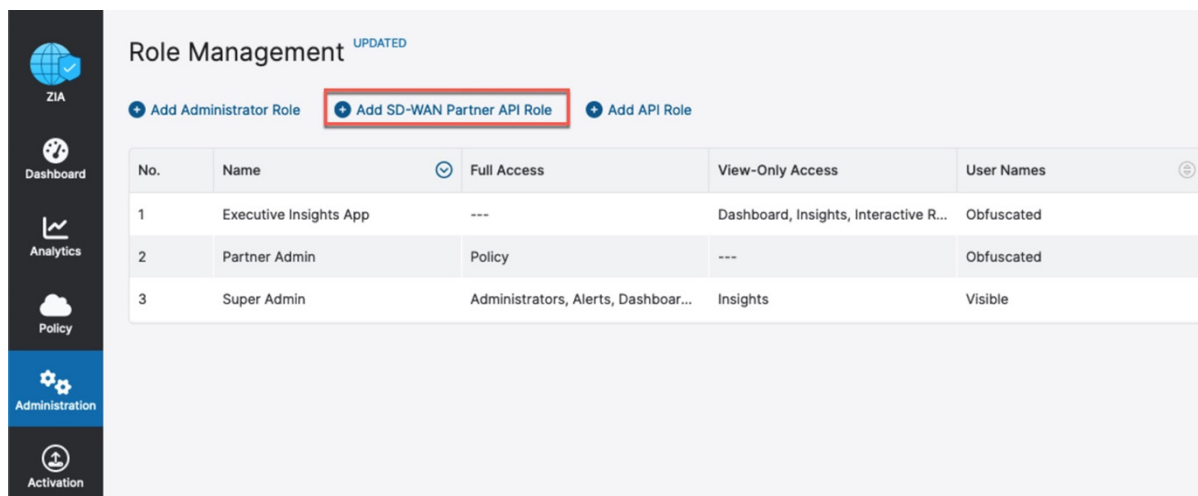 Role Management UPDATED
Add Administrator Role Add SD-WAN Partner API Role Add API Role
No. Name Full Access View-Only Access User Names
1 Executive Insights App --- Dashboard, Insights, Interactive R... Obfuscated
2 Partner Admin Policy --- Obfuscated
3 Super Admin Administrators, Alerts, Dashboar... Insights Visible
ZIA
Dashboard
Analytics
Policy
Administration
Activation